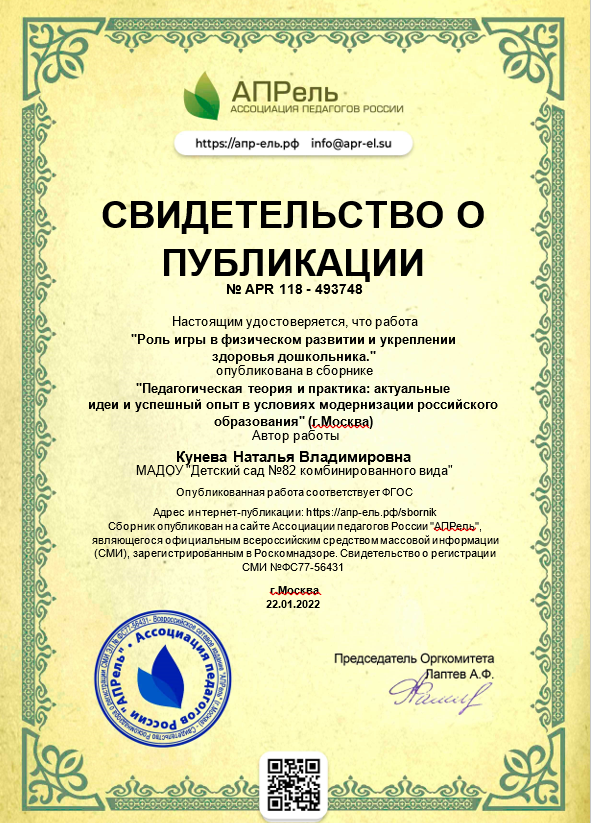 АПРель
АССОЦИАЦИЯ ПЕДАГОГОВ РОССИИ
https://апр-ель.рф info@apr-el.su
СВИДЕТЕЛЬСТВО О
ПУБЛИКАЦИИ
№ APR 118 - 493748
Настоящим удостоверяется, что работа
"Роль игры в физическом развитии и укреплении
здоровья дошкольника."
опубликована в сборнике
"Педагогическая теория и практика: актуальные
идеи и успешный опыт в условиях модернизации российского
образования" (г.Москва)
Автор работы
Кунева Наталья Владимировна
МАДОУ "Детский сад №82 комбинированного вида"
Опубликованная работа соответствует ФГОС
Адрес интернет-публикации: https://апр-ель.рф/sbornik
Сборник опубликован на сайте Ассоциации педагогов России "АПРель",
являющегося официальным всероссийским средством массовой информации
(СМИ), зарегистрированным в Роскомнадзоре. Свидетельство о регистрации
СМИ №ФС77-56431
г.Москва
22.01.2022
Председатель Оргкомитета
Лаптев А.Ф.
Ассоциация педагогов России "АПРель"